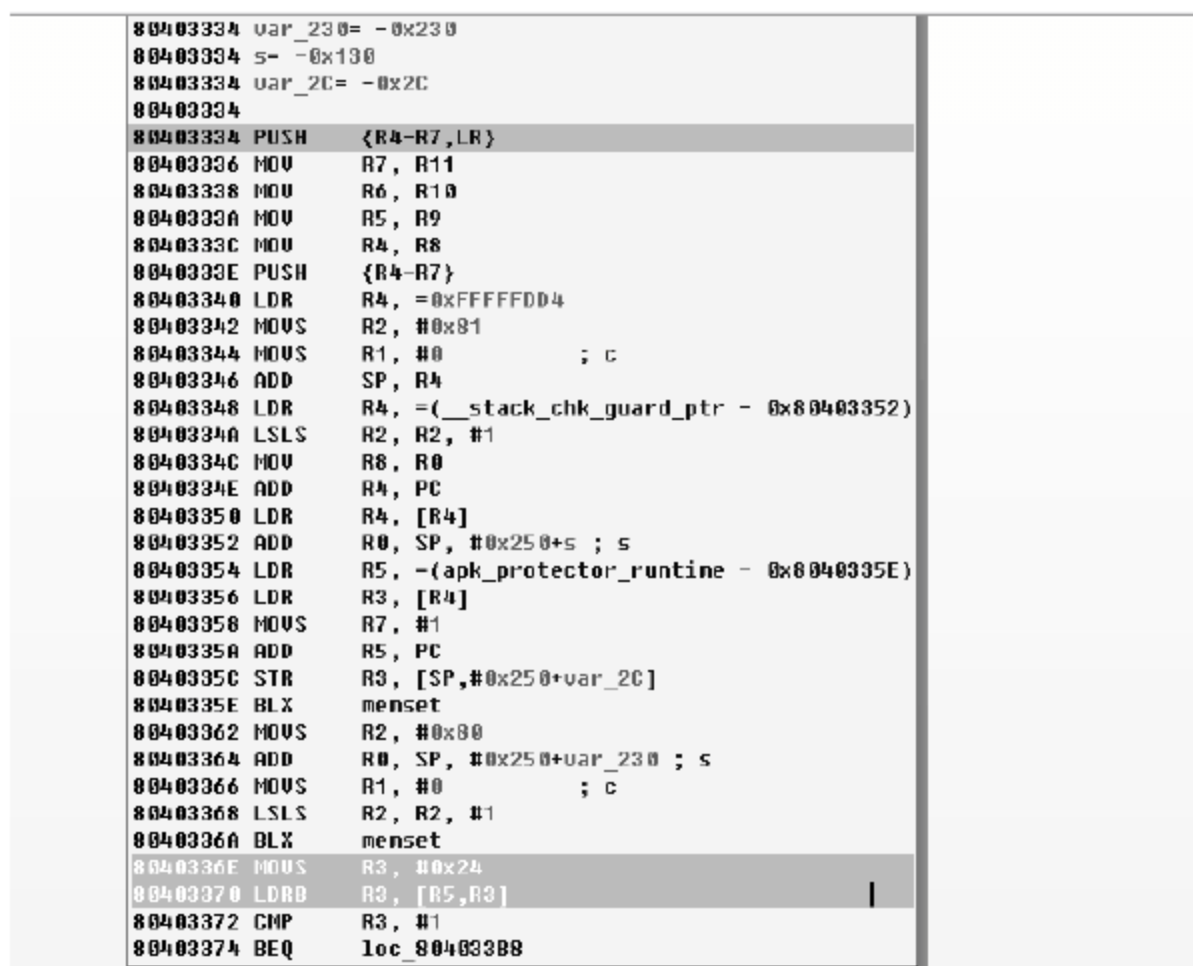 80403334 var_230= -0x230
80403334 s= -0x130
80403334 var_2C= -0x2C
80403334
80403334 PUSH {R4-R7,LR}
80403336 MOV R7, R11
80403338 MOV R6, R10
8040333A MOV R5, R9
8040333C MOV R4, R8
8040333E PUSH {R4-R7}
80403340 LDR R4, =0xFFFFFDD4
80403342 MOVS R2, #0x81
80403344 MOVS R1, #0 ; c
80403346 ADD SP, R4
80403348 LDR R4, =(__stack_chk_guard_ptr - 0x80403352)
8040334A LSLS R2, R2, #1
8040334C MOV R8, R0
8040334E ADD R4, PC
80403350 LDR R4, [R4]
80403352 ADD R0, SP, #0x250+s ; s
80403354 LDR R5, =(apk_protector_runtime - 0x8040335E)
80403356 LDR R3, [R4]
80403358 MOVS R7, #1
8040335A ADD R5, PC
8040335C STR R3, [SP,#0x250+var_2C]
8040335E BLX memset
80403362 MOVS R2, #0x80
80403364 ADD R0, SP, #0x250+var_230 ; s
80403366 MOVS R1, #0 ; c
80403368 LSLS R2, R2, #1
8040336A BLX memset
8040336E MOVS R3, #0x24
80403370 LDRB R3, [R5,R3]
80403372 CMP R3, #1
80403374 BEQ loc_804033B8